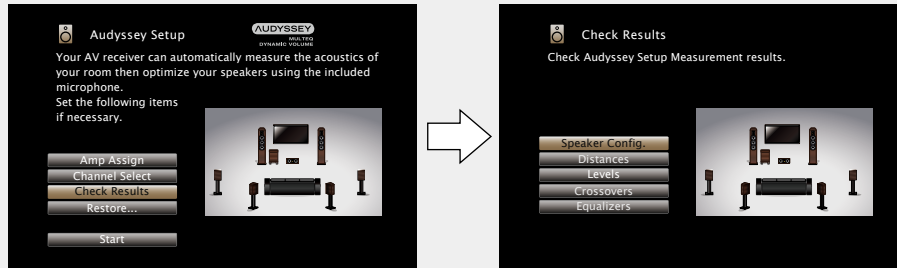 Audyssey Setup
AUDYSSEY
MULTEQ
DYNAMIC VOLUME
Your AV receiver can automatically measure the acoustics of
your room then optimize your speakers using the included
microphone.
Set the following items
if necessary.
Amp Assign
Channel Select
Check Results
Restore...
Start
Check Results
Check Audyssey Setup Measurement results.
Speaker Config.
Distances
Levels
Crossovers
Equalizers